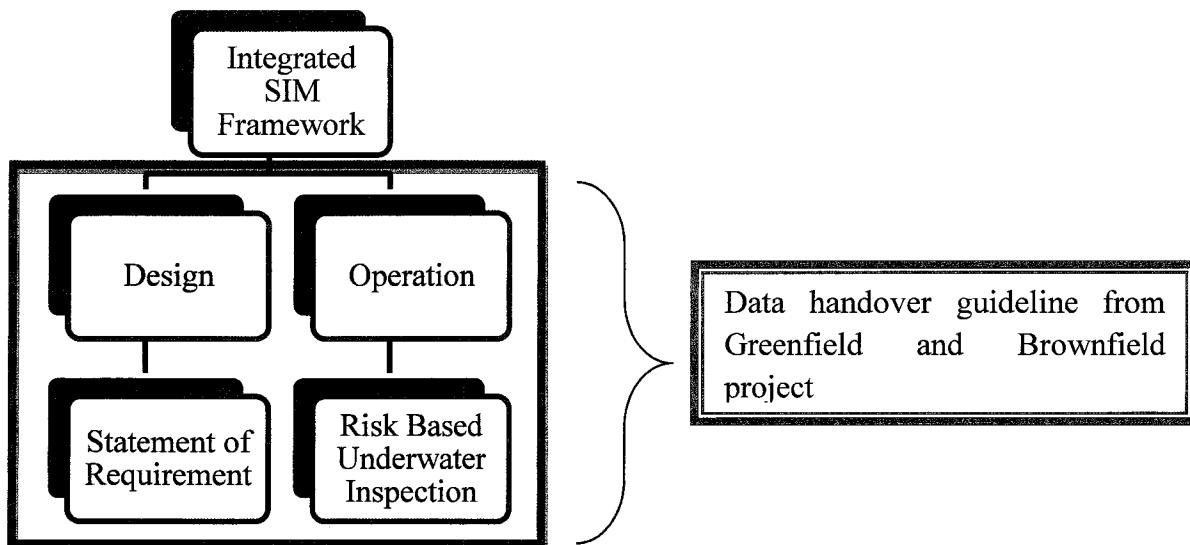 Integrated
SIM
Framework
Design
Operation
Statement of
Requirement
Risk Based
Underwater
Inspection
Data handover guideline from
Greenfield and Brownfield
project